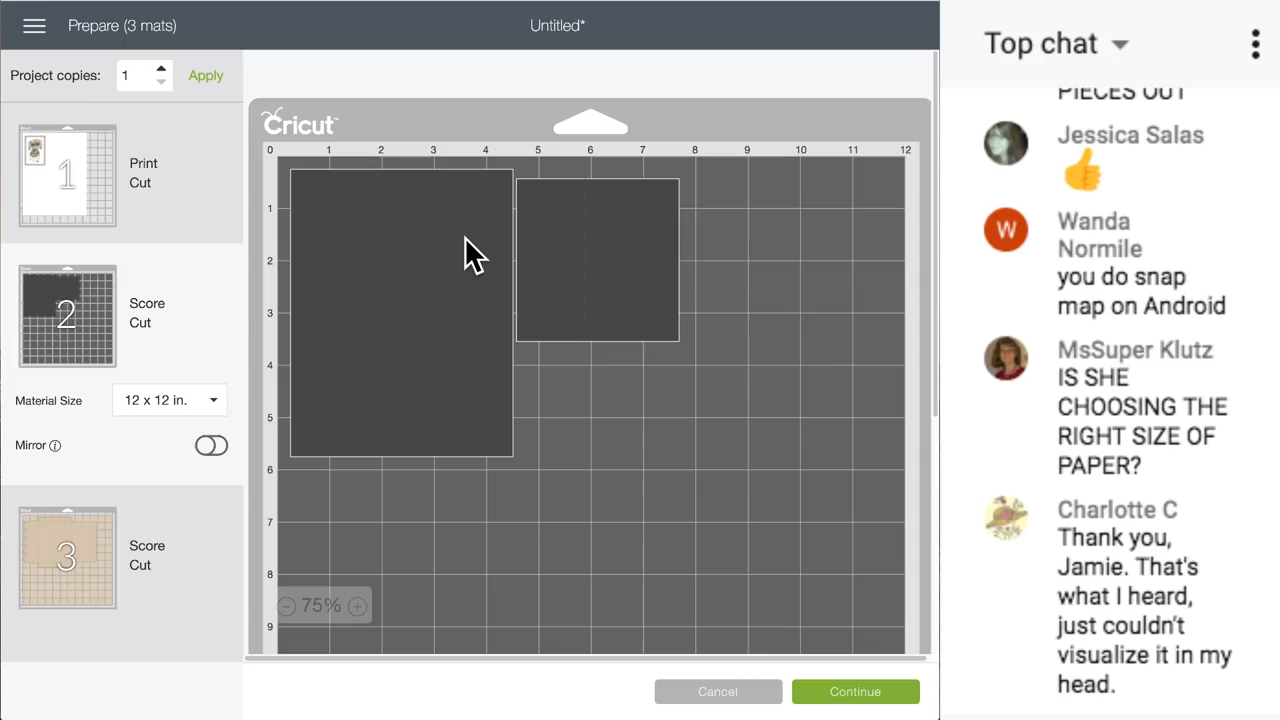 Prepare (3 mats)
Untitled*
Project copies:
1
Apply
1
Print
Cut
2
Score
Cut
Material Size
12 x 12 in.
Mirror
3
Score
Cut
Cricut™
0 1 2 3 4 5 6 7 8 9 10 11 12
1
2
3
4
5
6
7
8
9
75%
Cancel
Continue
Top chat
PIECES OUT
Jessica Salas
W
Wanda
Normile
you do snap
map on Android
MsSuper Klutz
IS SHE
CHOOSING THE
RIGHT SIZE OF
PAPER?
Charlotte C
Thank you,
Jamie. That's
what I heard,
just couldn't
visualize it in my
head.